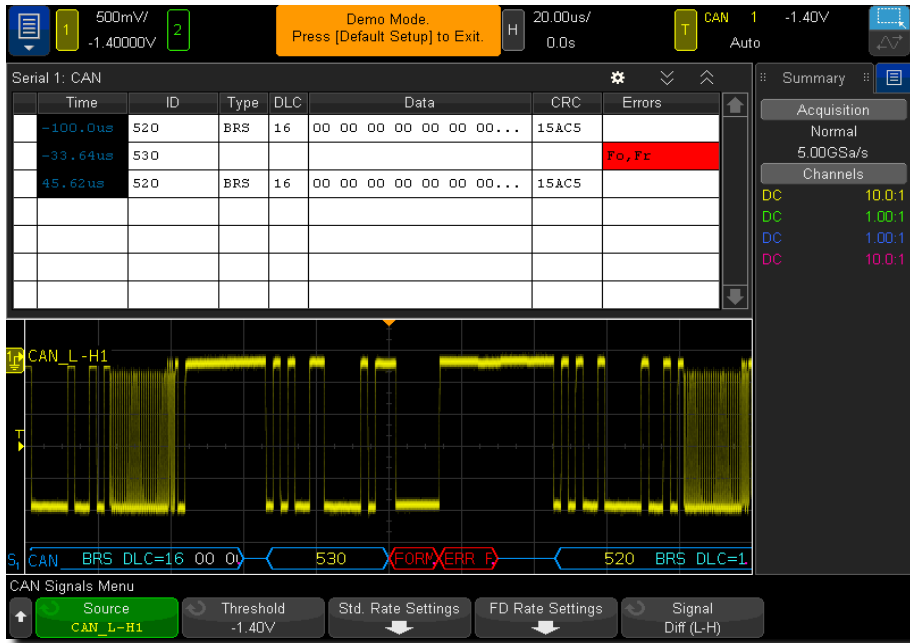 1 500mV/ -1.40000V 2 Demo Mode. Press [Default Setup] to Exit. H 20.00us/ 0.0s T CAN 1 Auto -1.40V
Serial 1: CAN
Time ID Type DLC Data CRC Errors
-100.0us 520 BRS 16 00 00 00 00 00 00 00... 15AC5
-33.64us 530 Fo,Fr
45.62us 520 BRS 16 00 00 00 00 00 00 00... 15AC5
Summary
Acquisition
Normal
5.00GSa/s
Channels
DC 10.0:1
DC 1.00:1
DC 1.00:1
DC 10.0:1
CAN_L-H1
T
S1 CAN BRS DLC=16 00 530 FORM ERR F 520 BRS DLC=1
CAN Signals Menu
Source CAN_L-H1
Threshold -1.40V
Std. Rate Settings
FD Rate Settings
Signal Diff (L-H)